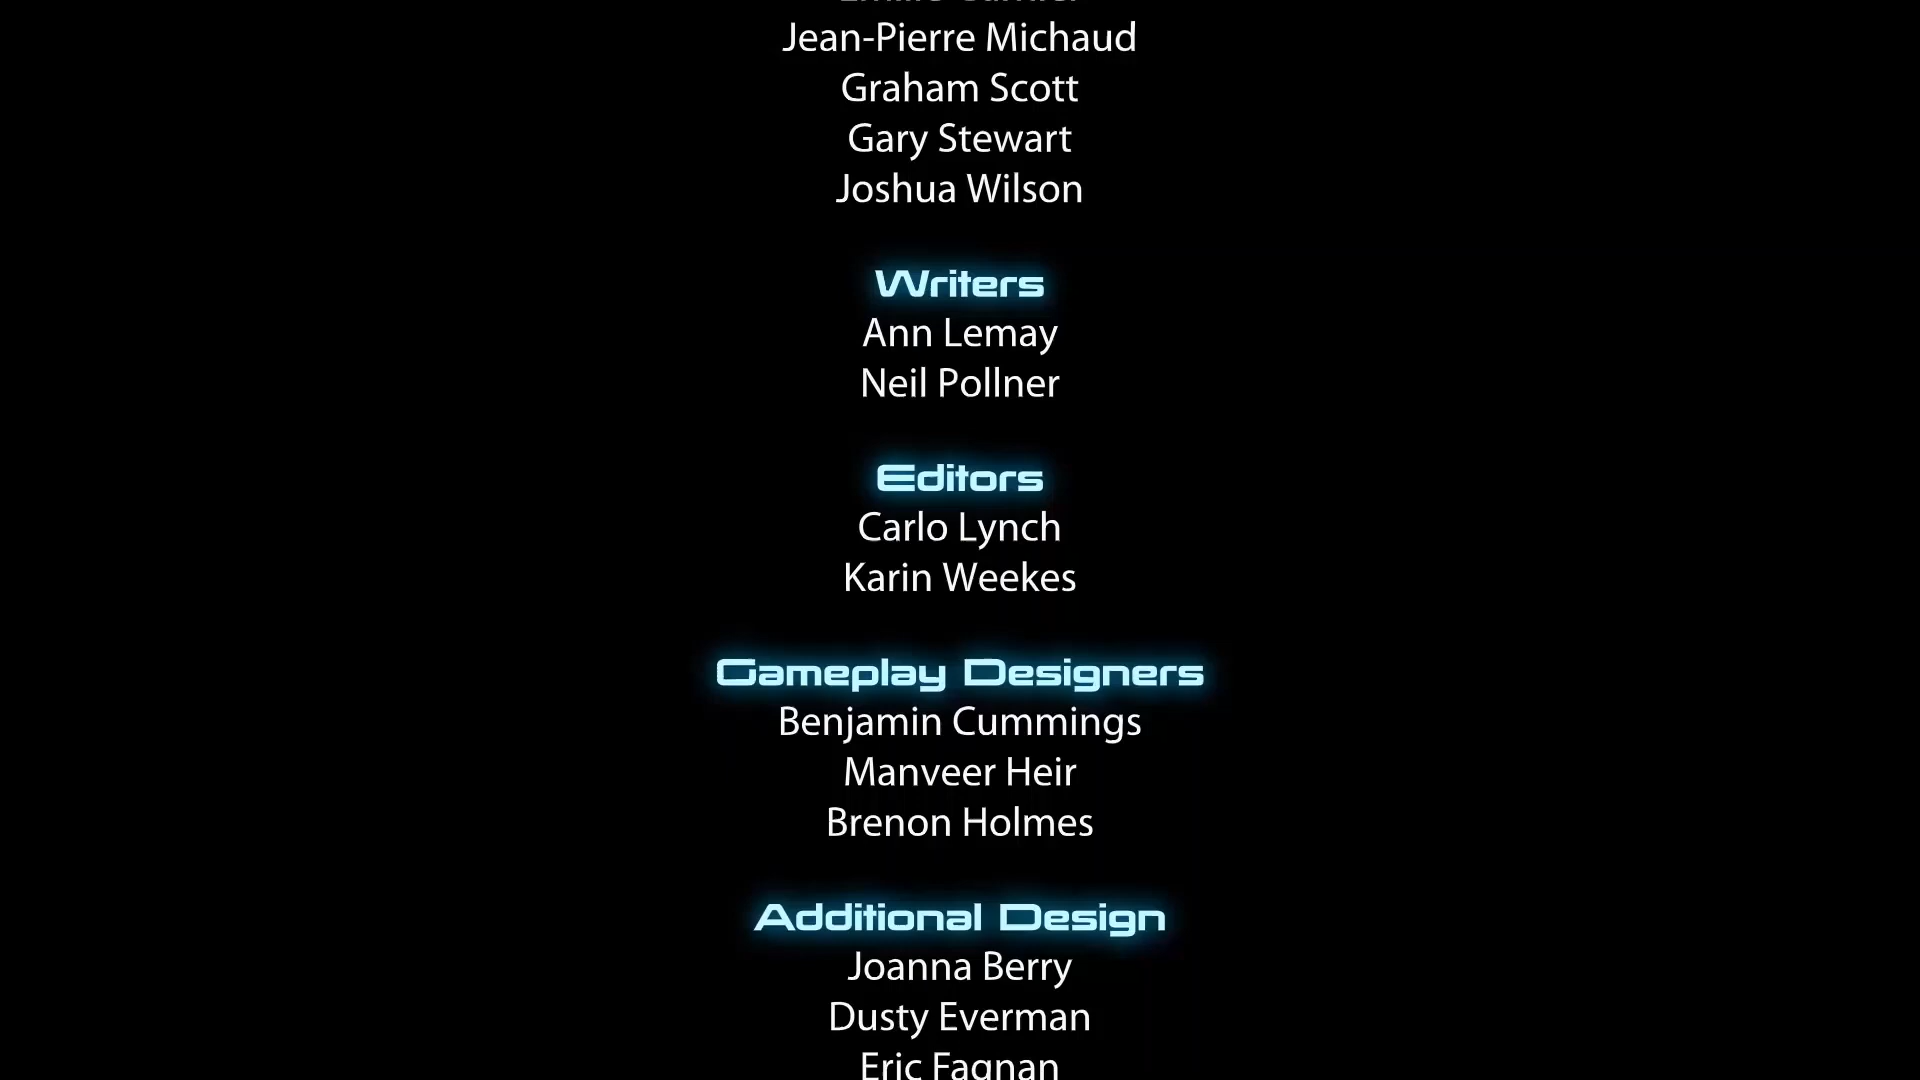 Jean-Pierre Michaud
Graham Scott
Gary Stewart
Joshua Wilson
Writers
Ann Lemay
Neil Pollner
Editors
Carlo Lynch
Karin Weekes
Gameplay Designers
Benjamin Cummings
Manveer Heir
Brenon Holmes
Additional Design
Joanna Berry
Dusty Everman
Eric Fagnan